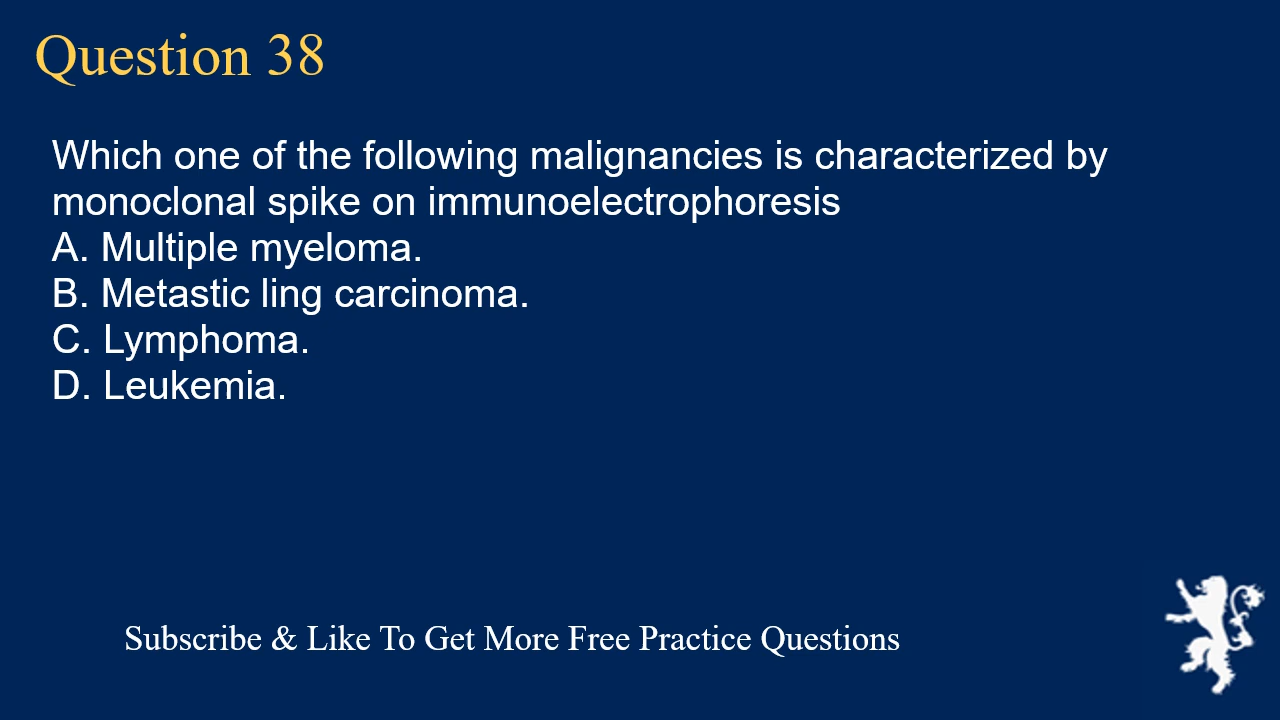 Question 38
Which one of the following malignancies is characterized by
monoclonal spike on immunoelectrophoresis
A. Multiple myeloma.
B. Metastic ling carcinoma.
C. Lymphoma.
D. Leukemia.
Subscribe & Like To Get More Free Practice Questions